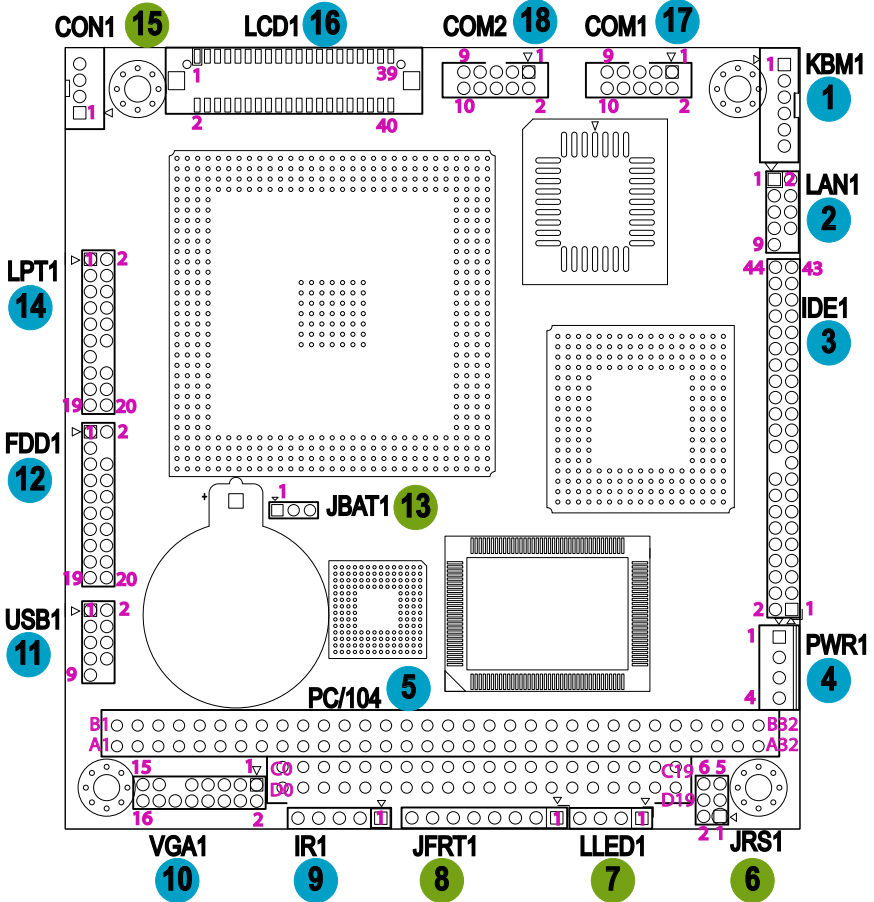 CON1 15
LCD1 16
COM2 18
COM1 17
1 39
2 40
9 1
10 2
9 1
10 2
1
1
KBM1
1
1 2
LAN1
2
9
44 43
IDE1
3
2 1
LPT1
14
1 2
19 20
FDD1
12
1 2
19 20
+
1
JBAT1 13
USB1
11
1 2
9
PWR1
4
1
4
PC/104 5
B1 B32
A1 A32
C0 C19
D0 D19
15 1
16 2
VGA1
10
1
IR1
9
1
JFRT1
8
1
LLED1
7
6 5
2 1
JRS1
6